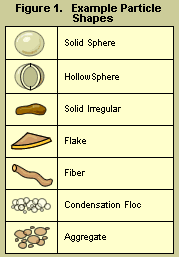 Figure 1. Example Particle
Shapes
Solid Sphere
HollowSphere
Solid Irregular
Flake
Fiber
Condensation Floc
Aggregate